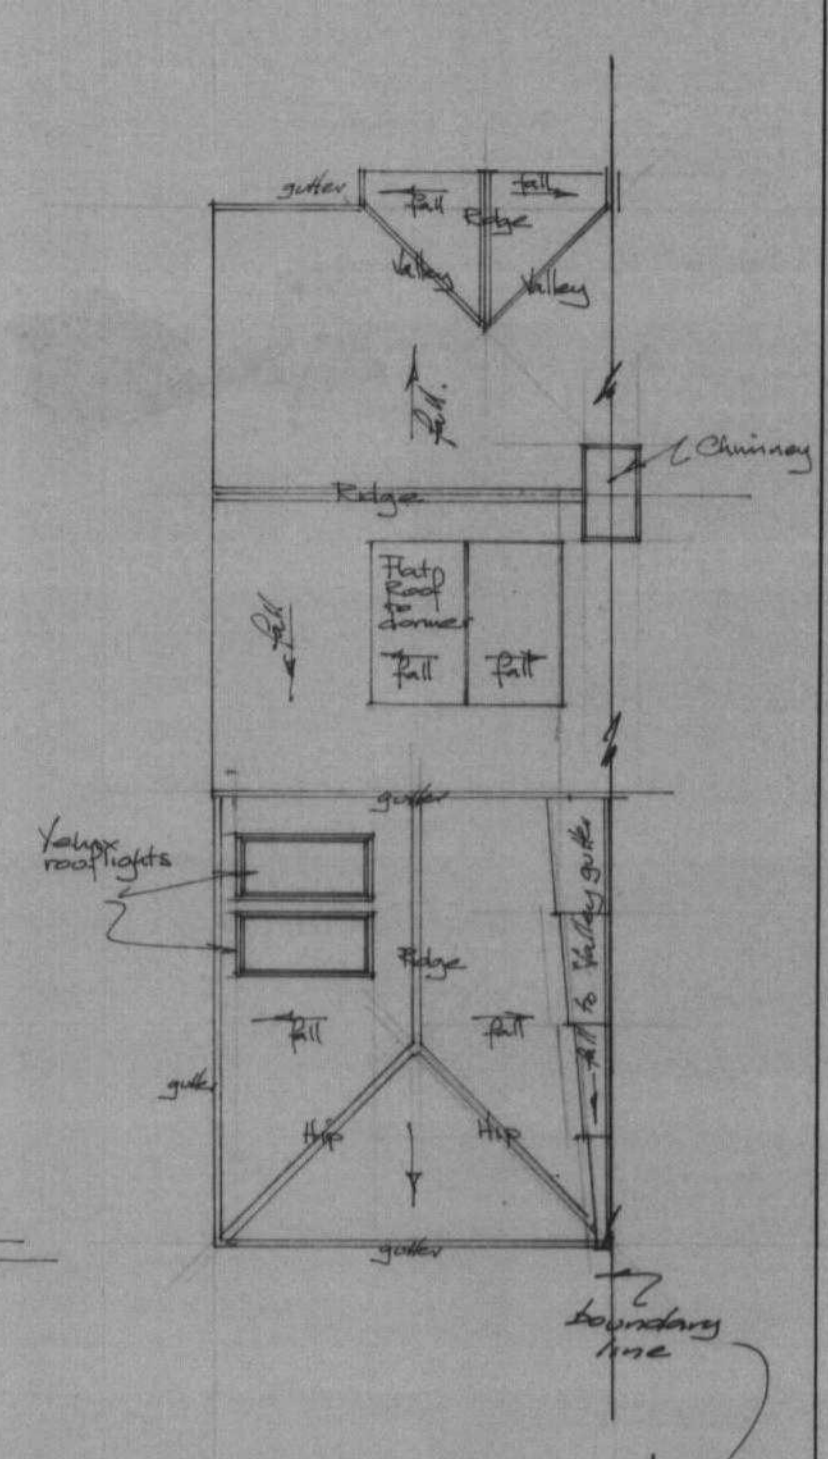 gutter
fall
fall
Ridge
Valley
Valley
fall.
Chimney
Ridge
Flat
Roof
to
dormer
fall
fall
fall
gutter
Velux
rooflights
Ridge
fall to Valley gutter
fall
fall
gutter
Hip
Hip
gutter
boundary
line